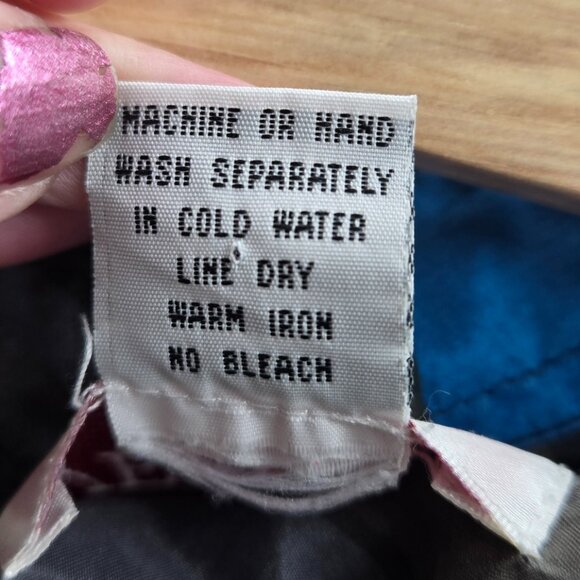 MACHINE OR HAND
WASH SEPARATELY
IN COLD WATER
LINE DRY
WARM IRON
NO BLEACH